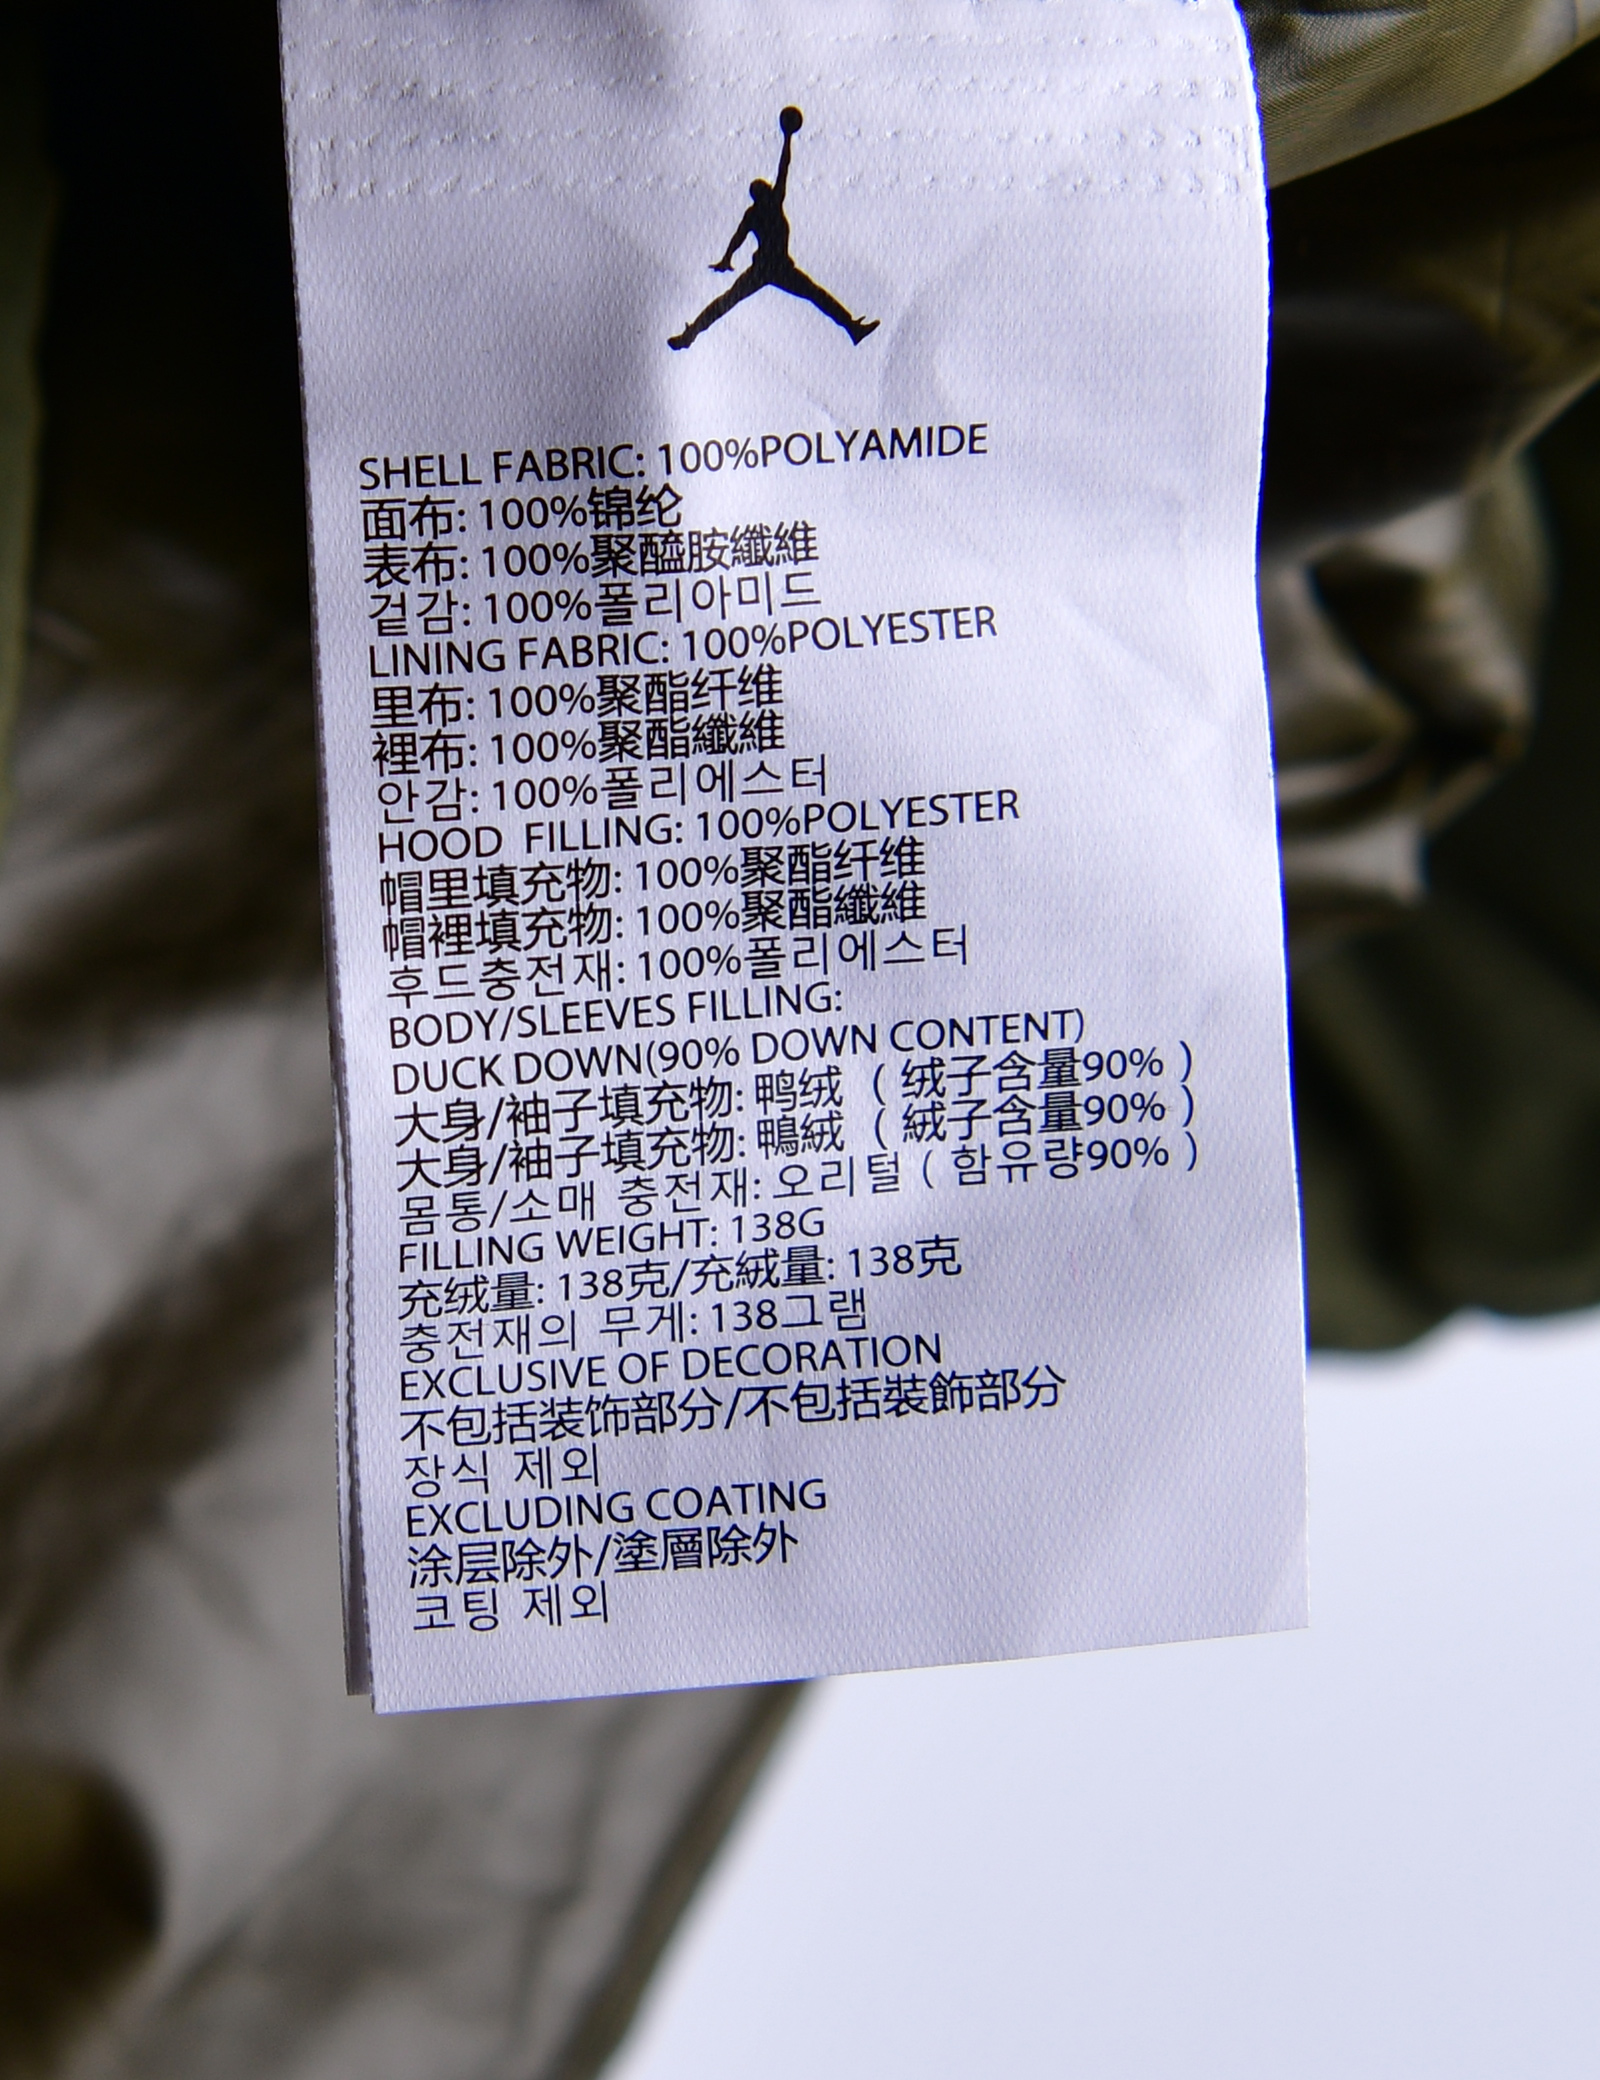 SHELL FABRIC: 100%POLYAMIDE
面布: 100%锦纶
表布: 100%聚醯胺纖維
겉감: 100%폴리아미드
LINING FABRIC: 100%POLYESTER
里布: 100%聚酯纤维
裡布: 100%聚酯纖維
안감: 100%폴리에스터
HOOD FILLING: 100%POLYESTER
帽里填充物: 100%聚酯纤维
帽裡填充物: 100%聚酯纖維
후드충전재: 100%폴리에스터
BODY/SLEEVES FILLING:
DUCK DOWN(90% DOWN CONTENT)
大身/袖子填充物: 鸭绒 ( 绒子含量90% )
大身/袖子填充物: 鴨絨 ( 絨子含量90% )
몸통/소매 충전재: 오리털 ( 함유량90% )
FILLING WEIGHT: 138G
充绒量: 138克/充絨量: 138克
충전재의 무게: 138그램
EXCLUSIVE OF DECORATION
不包括装饰部分/不包括裝飾部分
장식 제외
EXCLUDING COATING
涂层除外/塗層除外
코팅 제외